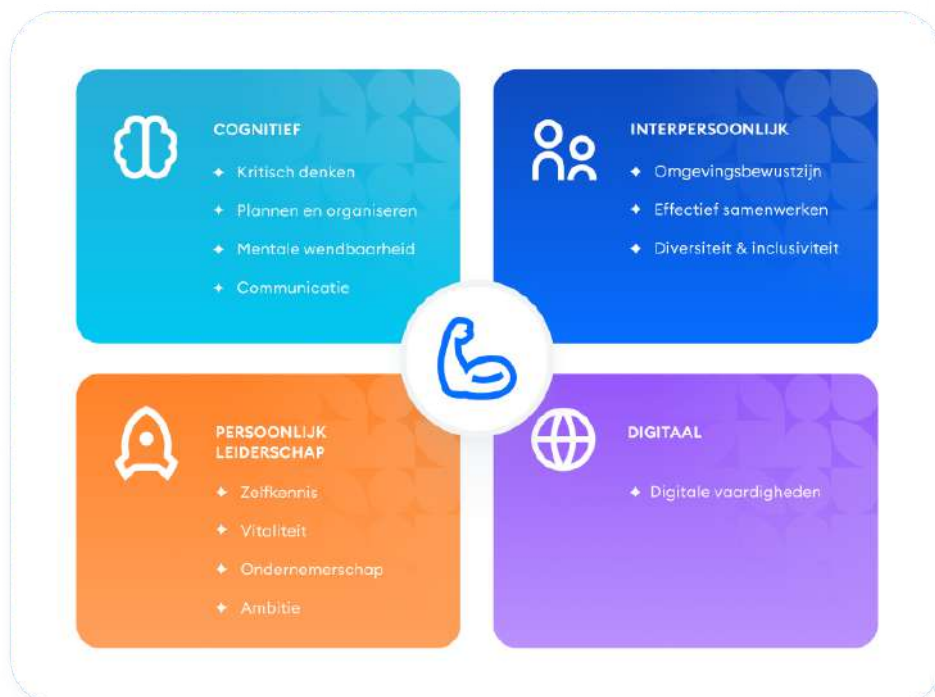 COGNITIEF
✦ Kritisch denken
✦ Plannen en organiseren
✦ Mentale wendbaarheid
✦ Communicatie
INTERPERSOONLIJK
✦ Omgevingsbewustzijn
✦ Effectief samenwerken
✦ Diversiteit & inclusiviteit
PERSOONLIJK
LEIDERSCHAP
✦ Zelfkennis
✦ Vitaliteit
✦ Ondernemerschap
✦ Ambitie
DIGITAAL
✦ Digitale vaardigheden